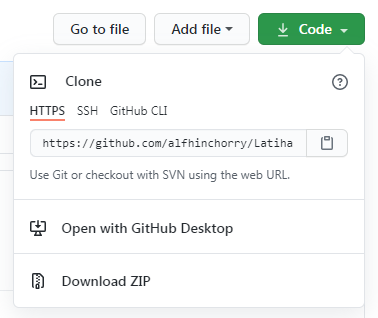 Go to file Add file Code
Clone
HTTPS SSH GitHub CLI
https://github.com/alfhinchorry/Latiha
Use Git or checkout with SVN using the web URL.
Open with GitHub Desktop
Download ZIP